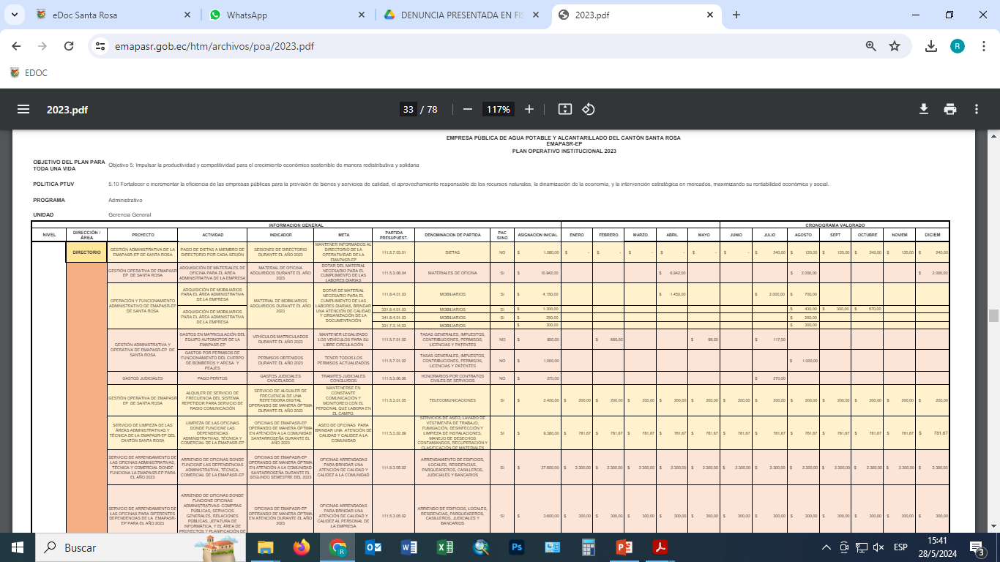 eDoc Santa Rosa
WhatsApp
DENUNCIA PRESENTADA EN FIS
2023.pdf
emapasr.gob.ec/htm/archivos/poa/2023.pdf
R
EDOC
2023.pdf
33 / 78
117%
EMPRESA PÚBLICA DE AGUA POTABLE Y ALCANTARILLADO DEL CANTÓN SANTA ROSA
EMAPASR-EP
PLAN OPERATIVO INSTITUCIONAL 2023
OBJETIVO DEL PLAN PARA TODA UNA VIDA
Objetivo 5: Impulsar la productividad y competitividad para el crecimiento económico sostenible de manera redistributiva y solidaria
POLITICA PTUV
5.10 Fortalecer e incrementar la eficiencia de las empresas públicas para la provisión de bienes y servicios de calidad, el aprovechamiento responsable de los recursos naturales, la dinamización de la economía, y la intervención estratégica en mercados, maximizando su rentabilidad económica y social.
PROGRAMA Administrativo
UNIDAD Gerencia General
INFORMACION GENERAL CRONOGRAMA VALORADO
NIVEL DIRECCIÓN / ÁREA PROYECTO ACTIVIDAD INDICADOR META PARTIDA PRESUPUEST. DENOMINACION DE PARTIDA PAC SI/NO ASIGNACION INICIAL ENERO FEBRERO MARZO ABRIL MAYO JUNIO JULIO AGOSTO SEPT OCTUBRE NOVIEM DICIEM
DIRECTORIO GESTIÓN ADMINISTRATIVA DE LA EMAPASR-EP DE SANTA ROSA PAGO DE DIETAS A MIEMBRO DE DIRECTORIO POR CADA SESIÓN SESIONES DE DIRECTORIO DURANTE EL AÑO 2023 MANTENER INFORMADOS AL DIRECTORIO DE LA OPERATIVIDAD DE LA EMAPASR-EP 111.5.7.03.01 DIETAS NO $ 1.080,00 $ - $ - $ - $ - $ - $ - $ 240,00 $ 120,00 $ 120,00 $ 240,00 $ 120,00 $ 240,00
GESTIÓN OPERATIVA DE EMAPASR EP DE SANTA ROSA ADQUISICIÓN DE MATERIALES DE OFICINA PARA EL ÁREA ADMINISTRATIVA DE LA EMPRESA MATERIAL DE OFICINA ADQUIRIDOS DURANTE EL AÑO 2023 DOTAR DEL MATERIAL NECESARIO PARA EL CUMPLIMIENTO DE LAS LABORES DIARIAS 111.5.3.08.04 MATERIALES DE OFICINA SI $ 10.942,00 $ 6.942,00 $ 2.000,00 $ 2.000,00
OPERACIÓN Y FUNCIONAMIENTO ADMINISTRATIVO DE EMAPASR-EP DE SANTA ROSA ADQUISICIÓN DE MOBILIARIOS PARA EL ÁREA ADMINISTRATIVA DE LA EMPRESA MATERIAL DE MOBILIARIOS ADQUIRIDOS DURANTE EL AÑO 2023 DOTAR DE MATERIAL NECESARIO PARA EL CUMPLIMIENTO DE LAS LABORES DIARIAS, BRINDAR UNA ATENCIÓN DE CALIDAD Y ORGANIZACIÓN DE LA DOCUMENTACIÓN 111.8.4.01.03 MOBILIARIOS SI $ 4.150,00 $ 1.450,00 $ 2.000,00 $ 700,00
ADQUISICIÓN DE MOBILIARIOS PARA EL ÁREA ADMINISTRATIVA DE LA EMPRESA 331.8.4.01.03 MOBILIARIOS SI $ 1.300,00 $ 430,00 $ 300,00 $ 570,00
341.8.4.01.03 MOBILIARIOS SI $ 250,00 $ 250,00
331.7.3.14.03 MOBILIARIOS $ 300,00 $ 300,00
GESTIÓN ADMINISTRATIVA Y OPERATIVA DE EMAPASR-EP DE SANTA ROSA GASTOS EN MATRICULACIÓN DEL EQUIPO AUTOMOTOR DE LA EMAPASR-EP VEHÍCULOS MATRICULADOS DURANTE EL AÑO 2023 MANTENER LEGALIZADO LOS VEHÍCULOS PARA SU LIBRE CIRCULACIÓN 111.5.7.01.02 TASAS GENERALES, IMPUESTOS, CONTRIBUCIONES, PERMISOS, LICENCIAS Y PATENTES NO $ 900,00 $ 685,00 $ 98,00 $ 117,00
GASTOS POR PERMISOS DE FUNCIONAMIENTO DEL CUERPO DE BOMBEROS Y ARCSA Y PEAJES PERMISOS OBTENIDOS DURANTE EL AÑO 2023 TENER TODOS LOS PERMISOS ACTUALIZADOS 111.5.7.01.02 TASAS GENERALES, IMPUESTOS, CONTRIBUCIONES, PERMISOS, LICENCIAS Y PATENTES NO $ 1.000,00 $ 1.000,00
GASTOS JUDICIALES PAGO PERITOS GASTOS JUDICIALES CANCELADOS TRAMITES JUDICIALES CONCLUIDOS 111.5.3.06.06 HONORARIOS POR CONTRATOS CIVILES DE SERVICIOS NO $ 270,00 $ 270,00
GESTIÓN OPERATIVA DE EMAPASR EP DE SANTA ROSA ALQUILER DE SERVICIO DE FRECUENCIA DEL SISTEMA REPETIDOR PARA SERVICIO DE RADIO COMUNICACIÓN SERVICIO DE ALQUILER DE FRECUENCIA DE UNA REPETIDORA DIGITAL OPERANDO DE MANERA ÓPTIMA DURANTE EL AÑO 2023 MANTENERSE EN CONSTANTE COMUNICACIÓN Y MONITOREO CON EL PERSONAL QUE LABORA EN EL CAMPO. 111.5.3.01.05 TELECOMUNICACIONES SI $ 2.400,00 $ 200,00 $ 200,00 $ 200,00 $ 200,00 $ 200,00 $ 200,00 $ 200,00 $ 200,00 $ 200,00 $ 200,00 $ 200,00 $ 200,00
SERVICIO DE LIMPIEZA DE LAS ÁREAS ADMINISTRATIVAS Y TÉCNICA DE LA EMAPASR-EP DEL CANTÓN SANTA ROSA LIMPIEZA DE LAS OFICINAS DONDE FUNCIONE LAS DEPENDENCIAS ADMINISTRATIVAS, TÉCNICA Y COMERCIAL DE LA EMAPASR-EP OFICINAS DE EMAPASR-EP OPERANDO DE MANERA ÓPTIMA EN ATENCIÓN A LA COMUNIDAD SANTARROSEÑA DURANTE EL AÑO 2023 ASEO DE OFICINAS PARA BRINDAR UNA ATENCIÓN DE CALIDAD Y CALIDEZ A LA COMUNIDAD 111.5.3.02.09 SERVICIOS DE ASEO, LAVADO DE VESTIMENTA DE TRABAJO, FUMIGACIÓN, DESINFECCIÓN Y LIMPIEZA DE INSTALACIONES, MANEJO DE DESECHOS CONTAMIANDOS, RECUPERACIÓN Y CLASIFICACIÓN DE MATERIALES SI $ 9.380,00 $ 781,67 $ 781,67 $ 781,67 $ 781,67 $ 781,67 $ 781,67 $ 781,67 $ 781,67 $ 781,67 $ 781,67 $ 781,67 $ 781,67
SERVICIO DE ARRENDAMIENTO DE LAS OFICINAS ADMINISTRATIVAS, TÉCNICA Y COMERCIAL DONDE FUNCIONA LA EMAPASR-EP PARA EL AÑO 2023 ARRIENDO DE OFICINAS DONDE FUNCIONE LAS DEPENDENCIAS ADMINISTRATIVA, TÉCNICA, COMERCIAL DE LA EMAPASR-EP OFICINAS DE EMAPASR-EP OPERANDO DE MANERA ÓPTIMA EN ATENCIÓN A LA COMUNIDAD SANTARROSEÑA DURANTE EL SEGUNDO SEMESTRE DEL 2023 OFICINAS ARRENDADAS PARA BRINDAR UNA ATENCIÓN DE CALIDAD Y CALIDEZ A LA COMUNIDAD 111.5.3.05.02 ARRENDAMIENTO DE EDIFICIOS, LOCALES, RESIDENCIAS, PARQUEADEROS, CASILLEROS, JUDICIALES Y BANCARIOS SI $ 27.600,00 $ 2.300,00 $ 2.300,00 $ 2.300,00 $ 2.300,00 $ 2.300,00 $ 2.300,00 $ 2.300,00 $ 2.300,00 $ 2.300,00 $ 2.300,00 $ 2.300,00 $ 2.300,00
SERVICIO DE ARRENDAMIENTO DE LAS OFICINAS PARA DIFERENTES DEPENDENCIAS DE LA EMAPASR-EP PARA EL AÑO 2023 ARRIENDO DE OFICINAS DONDE FUNCIONE OFICINAS ADMINISTRATIVAS: COMPRAS PÚBLICAS, SERVICIOS GENERALES, RELACIONES PÚBLICAS, JEFATURA DE INFORMÁTICA, Y EL ÁREA DE PROYECTOS Y PLANIFICACIÓN DE OFICINAS DE EMAPASR-EP OPERANDO DE MANERA ÓPTIMA EN ATENCIÓN DURANTE EL AÑO 2023 OFICINAS ARRENDADAS PARA BRINDAR UNA ATENCIÓN DE CALIDAD Y CALIDEZ AL PERSONAL DE LA EMPRESA 111.5.3.05.02 ARRIENDO DE EDIFICIOS, LOCALES, RESIDENCIAS, PARQUEADEROS, CASILLEROS, JUDICIALES Y BANCARIOS SI $ 3.600,00 $ 300,00 $ 300,00 $ 300,00 $ 300,00 $ 300,00 $ 300,00 $ 300,00 $ 300,00 $ 300,00 $ 300,00 $ 300,00 $ 300,00
Buscar
ESP
15:41
28/5/2024
3